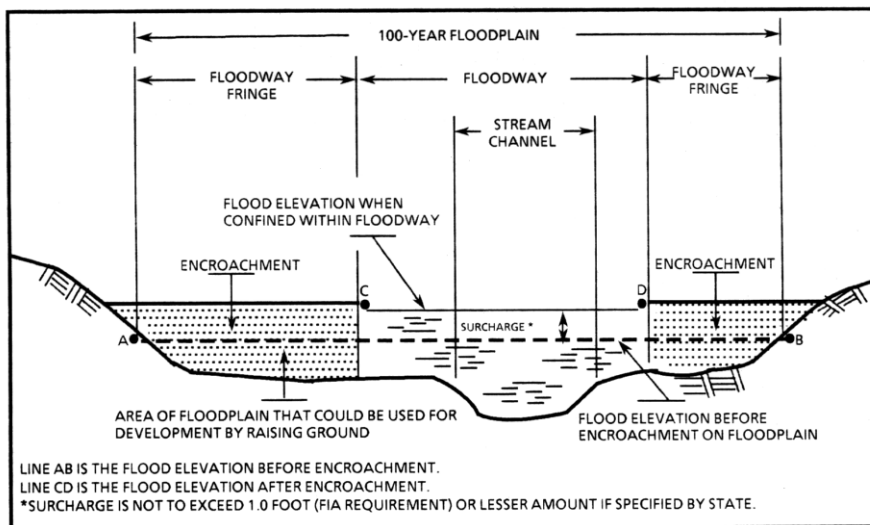 100-YEAR FLOODPLAIN
FLOODWAY
FRINGE
FLOODWAY
FLOODWAY
FRINGE
STREAM
CHANNEL
FLOOD ELEVATION WHEN
CONFINED WITHIN FLOODWAY
ENCROACHMENT
ENCROACHMENT
C
D
SURCHARGE *
A
B
AREA OF FLOODPLAIN THAT COULD BE USED FOR
DEVELOPMENT BY RAISING GROUND
FLOOD ELEVATION BEFORE
ENCROACHMENT ON FLOODPLAIN
LINE AB IS THE FLOOD ELEVATION BEFORE ENCROACHMENT.
LINE CD IS THE FLOOD ELEVATION AFTER ENCROACHMENT.
*SURCHARGE IS NOT TO EXCEED 1.0 FOOT (FIA REQUIREMENT) OR LESSER AMOUNT IF SPECIFIED BY STATE.